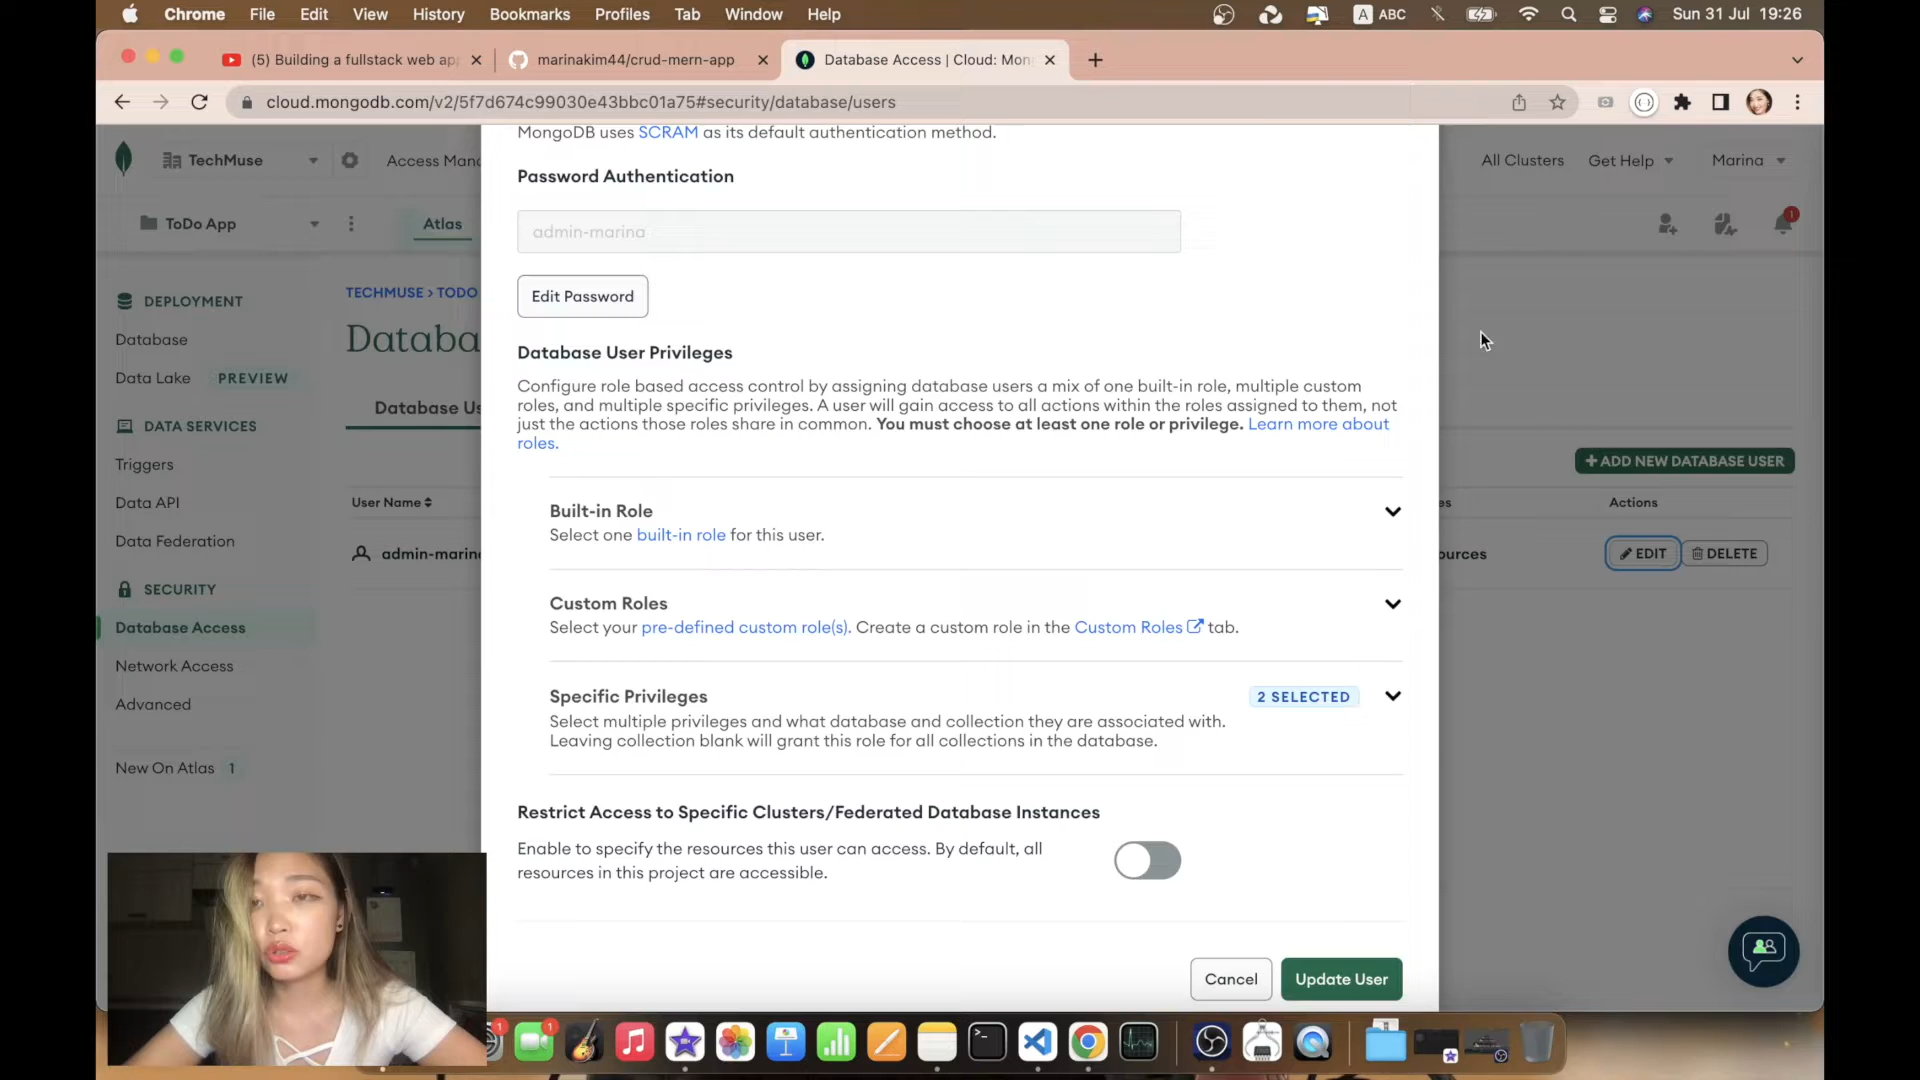 Chrome File Edit View History Bookmarks Profiles Tab Window Help A ABC Sun 31 Jul 19:26
(5) Building a fullstack web ap
marinakim44/crud-mern-app
Database Access | Cloud: Mon
cloud.mongodb.com/v2/5f7d674c99030e43bbc01a75#security/database/users
MongoDB uses SCRAM as its default authentication method.
TechMuse
Access Mana
All Clusters Get Help Marina
Password Authentication
ToDo App
Atlas
1
admin-marina
Edit Password
DEPLOYMENT
Database
Data Lake PREVIEW
DATA SERVICES
Triggers
Data API
Data Federation
SECURITY
Database Access
Network Access
Advanced
New On Atlas 1
TECHMUSE > TODO
Databa
Database Us
User Name
admin-marina
Database User Privileges
Configure role based access control by assigning database users a mix of one built-in role, multiple custom
roles, and multiple specific privileges. A user will gain access to all actions within the roles assigned to them, not
just the actions those roles share in common. You must choose at least one role or privilege. Learn more about
roles.
Built-in Role
Select one built-in role for this user.
Custom Roles
Select your pre-defined custom role(s). Create a custom role in the Custom Roles tab.
Specific Privileges
2 SELECTED
Select multiple privileges and what database and collection they are associated with.
Leaving collection blank will grant this role for all collections in the database.
Restrict Access to Specific Clusters/Federated Database Instances
Enable to specify the resources this user can access. By default, all
resources in this project are accessible.
Cancel
Update User
+ ADD NEW DATABASE USER
es
Actions
ources
EDIT
DELETE
1
1